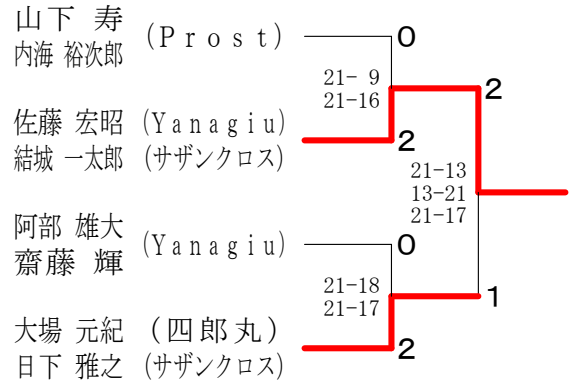 山下 寿 (Prost) 0
内海 裕次郎
21- 9
21-16
2
佐藤 宏昭 (Yanagiu)
結城 一太郎 (サザンクロス)
2
21-13
13-21
21-17
阿部 雄大
齋藤 輝
(Yanagiu)
0
21-18
21-17
1
大場 元紀 (四郎丸)
日下 雅之 (サザンクロス)
2